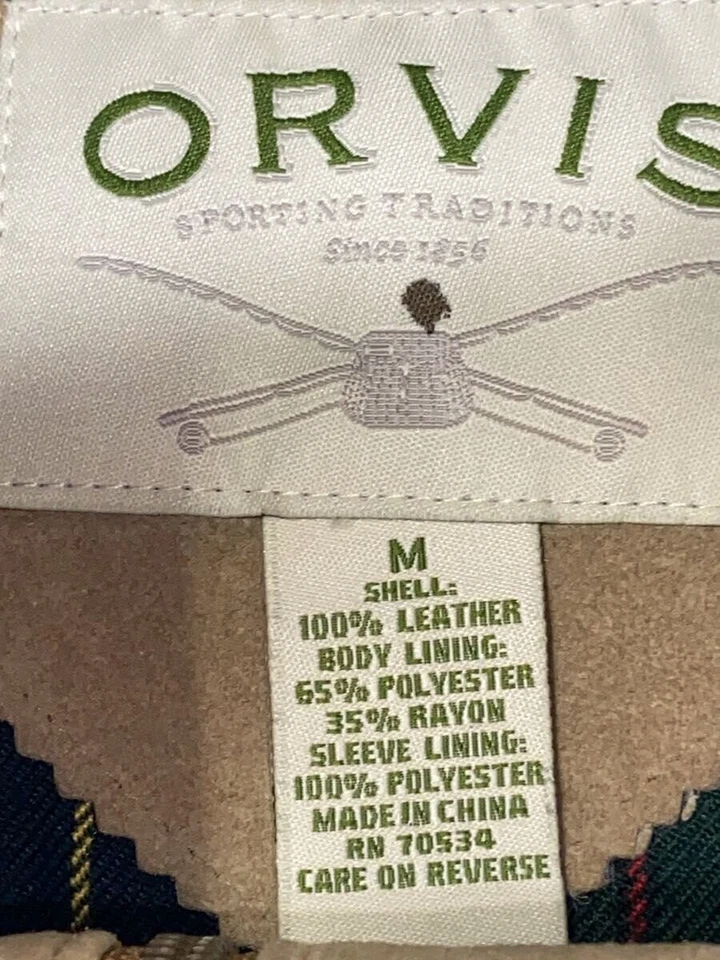 ORVIS
SPORTING TRADITIONS
Since 1856
M
SHELL:
100% LEATHER
BODY LINING:
65% POLYESTER
35% RAYON
SLEEVE LINING:
100% POLYESTER
MADE IN CHINA
RN 70534
CARE ON REVERSE